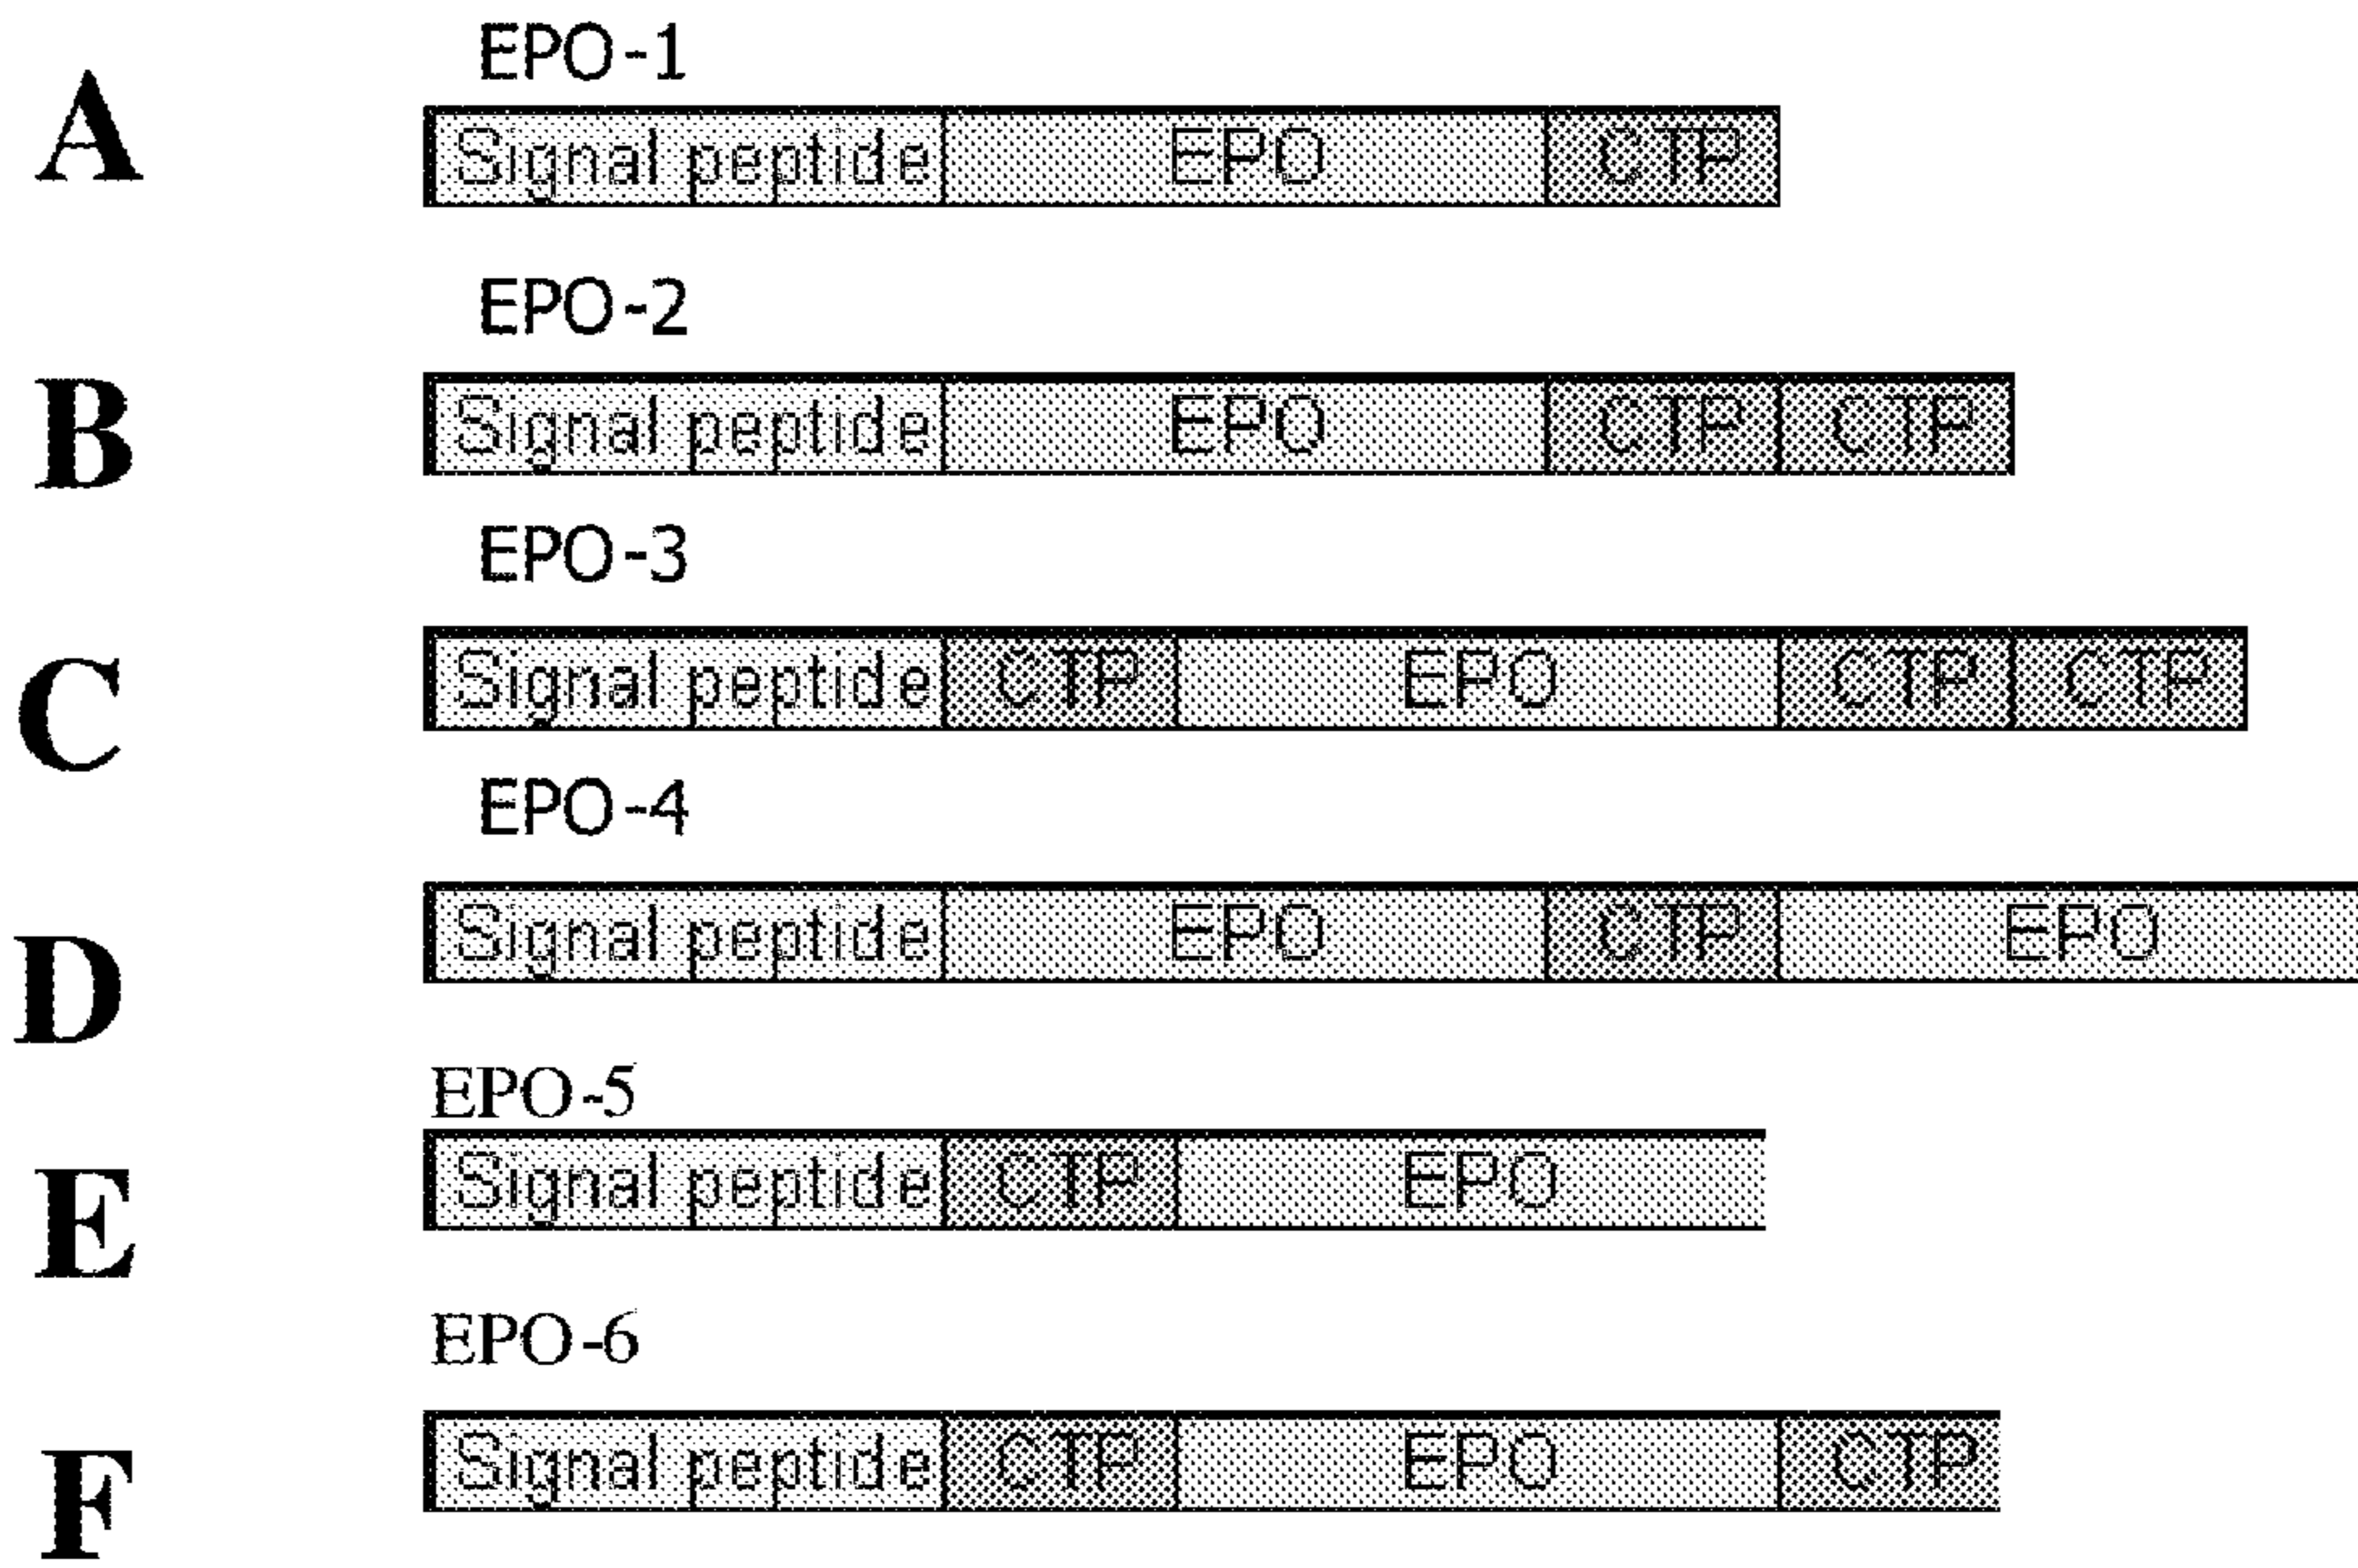 EPO-1
A
Signal peptide EPO CTP
EPO-2
B
Signal peptide EPO CTP CTP
EPO-3
C
Signal peptide CTP EPO CTP CTP
EPO-4
D
Signal peptide EPO CTP EPO
EPO-5
E
Signal peptide CTP EPO
EPO-6
F
Signal peptide CTP EPO CTP